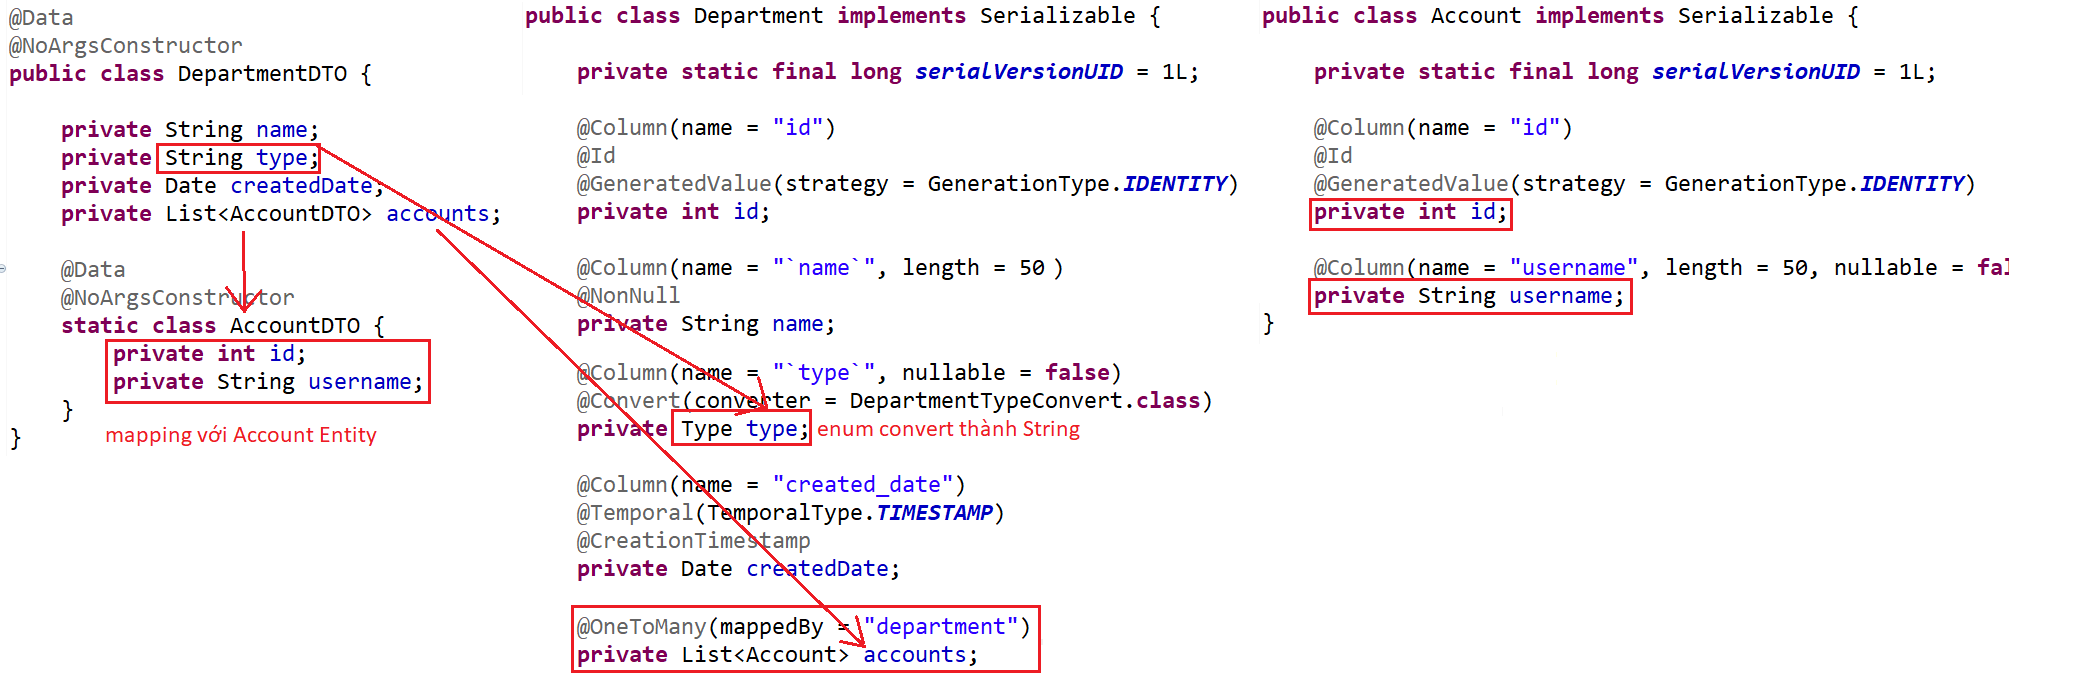 @Data
@NoArgsConstructor
public class DepartmentDTO {
private String name;
private String type;
private Date createdDate;
private List<AccountDTO> accounts;
@Data
@NoArgsConstructor
static class AccountDTO {
private int id;
private String username;
}
}
mapping với Account Entity
public class Department implements Serializable {
private static final long serialVersionUID = 1L;
@Column(name = "id")
@Id
@GeneratedValue(strategy = GenerationType.IDENTITY)
private int id;
@Column(name = "`name`", length = 50 )
@NonNull
private String name;
@Column(name = "`type`", nullable = false)
@Convert(converter = DepartmentTypeConvert.class)
private Type type;
enum convert thành String
@Column(name = "created_date")
@Temporal(TemporalType.TIMESTAMP)
@CreationTimestamp
private Date createdDate;
@OneToMany(mappedBy = "department")
private List<Account> accounts;
public class Account implements Serializable {
private static final long serialVersionUID = 1L;
@Column(name = "id")
@Id
@GeneratedValue(strategy = GenerationType.IDENTITY)
private int id;
@Column(name = "username", length = 50, nullable = fal
private String username;
}